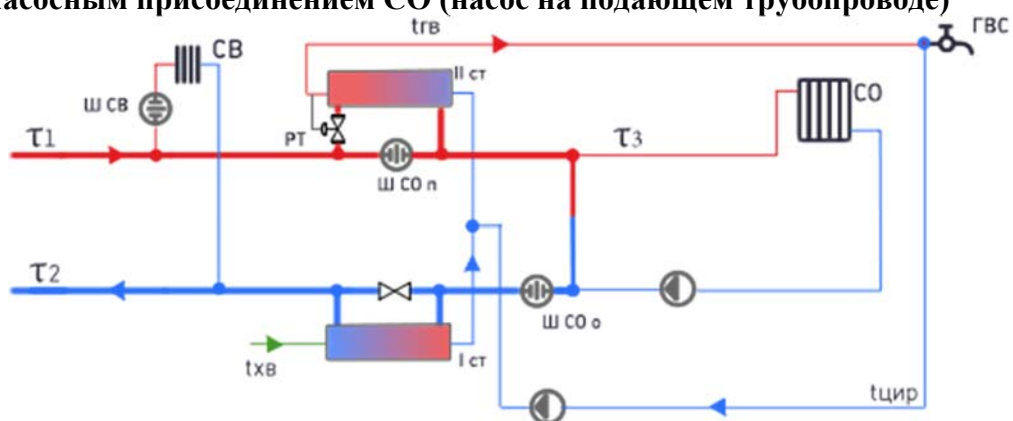 насосным присоединением СО (насос на подающем трубопроводе)
tгв
ГВС
СВ
II ст
СО
Ш СВ
τ1
РТ
τ3
Ш СО п
τ2
Ш СО о
I ст
tхв
tцир